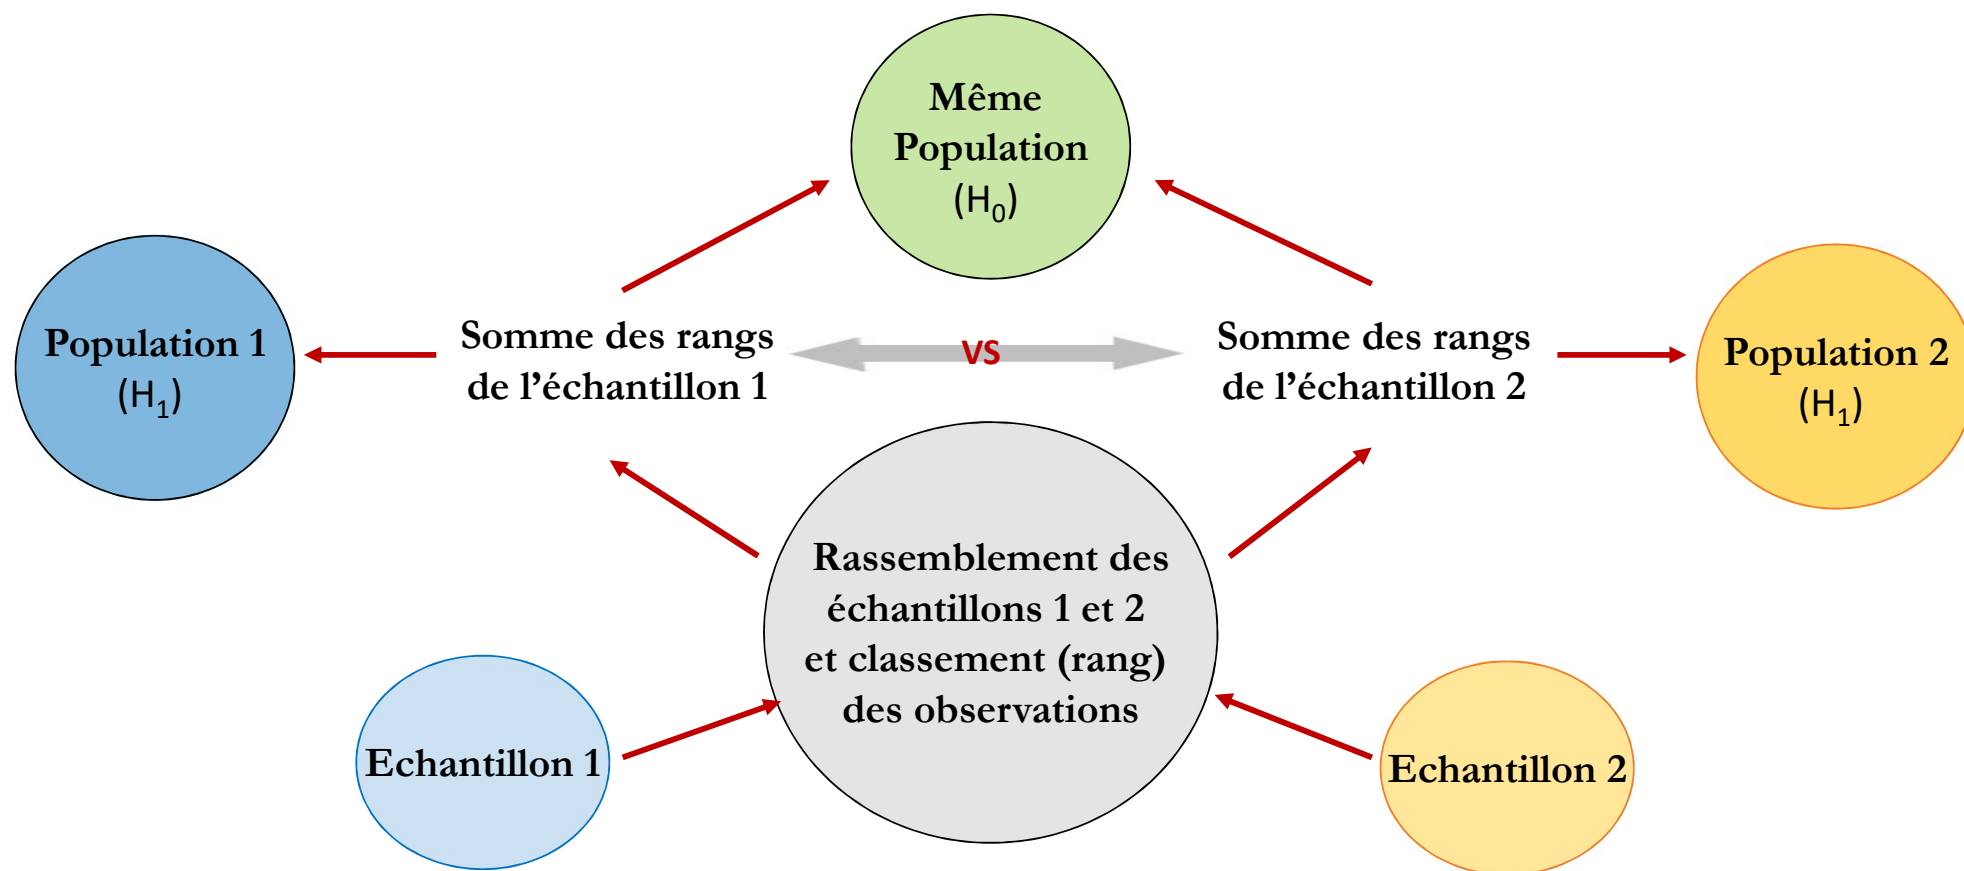 Même
Population
(H₀)
Population 1
(H₁)
Somme des rangs
de l’échantillon 1
VS
Somme des rangs
de l’échantillon 2
Population 2
(H₁)
Rassemblement des
échantillons 1 et 2
et classement (rang)
des observations
Echantillon 1
Echantillon 2